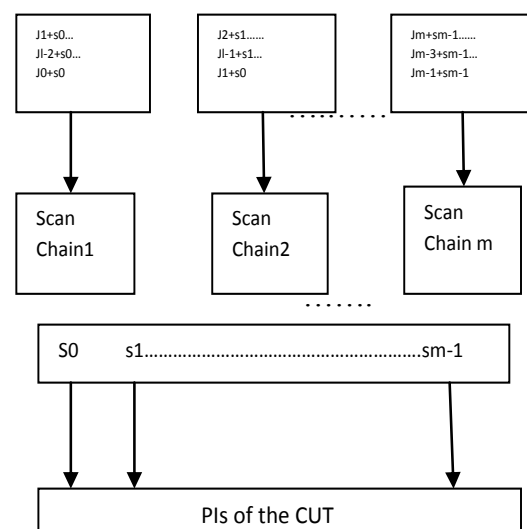 J1+s0...
Jl-2+s0...
J0+s0
J2+s1......
Jl-1+s1...
J1+s0
Jm+sm-1......
Jm-3+sm-1...
Jm-1+sm-1
..........
Scan
Chain1
Scan
Chain2
Scan
Chain m
.......
S0 s1……………………………………………….sm-1
PIs of the CUT